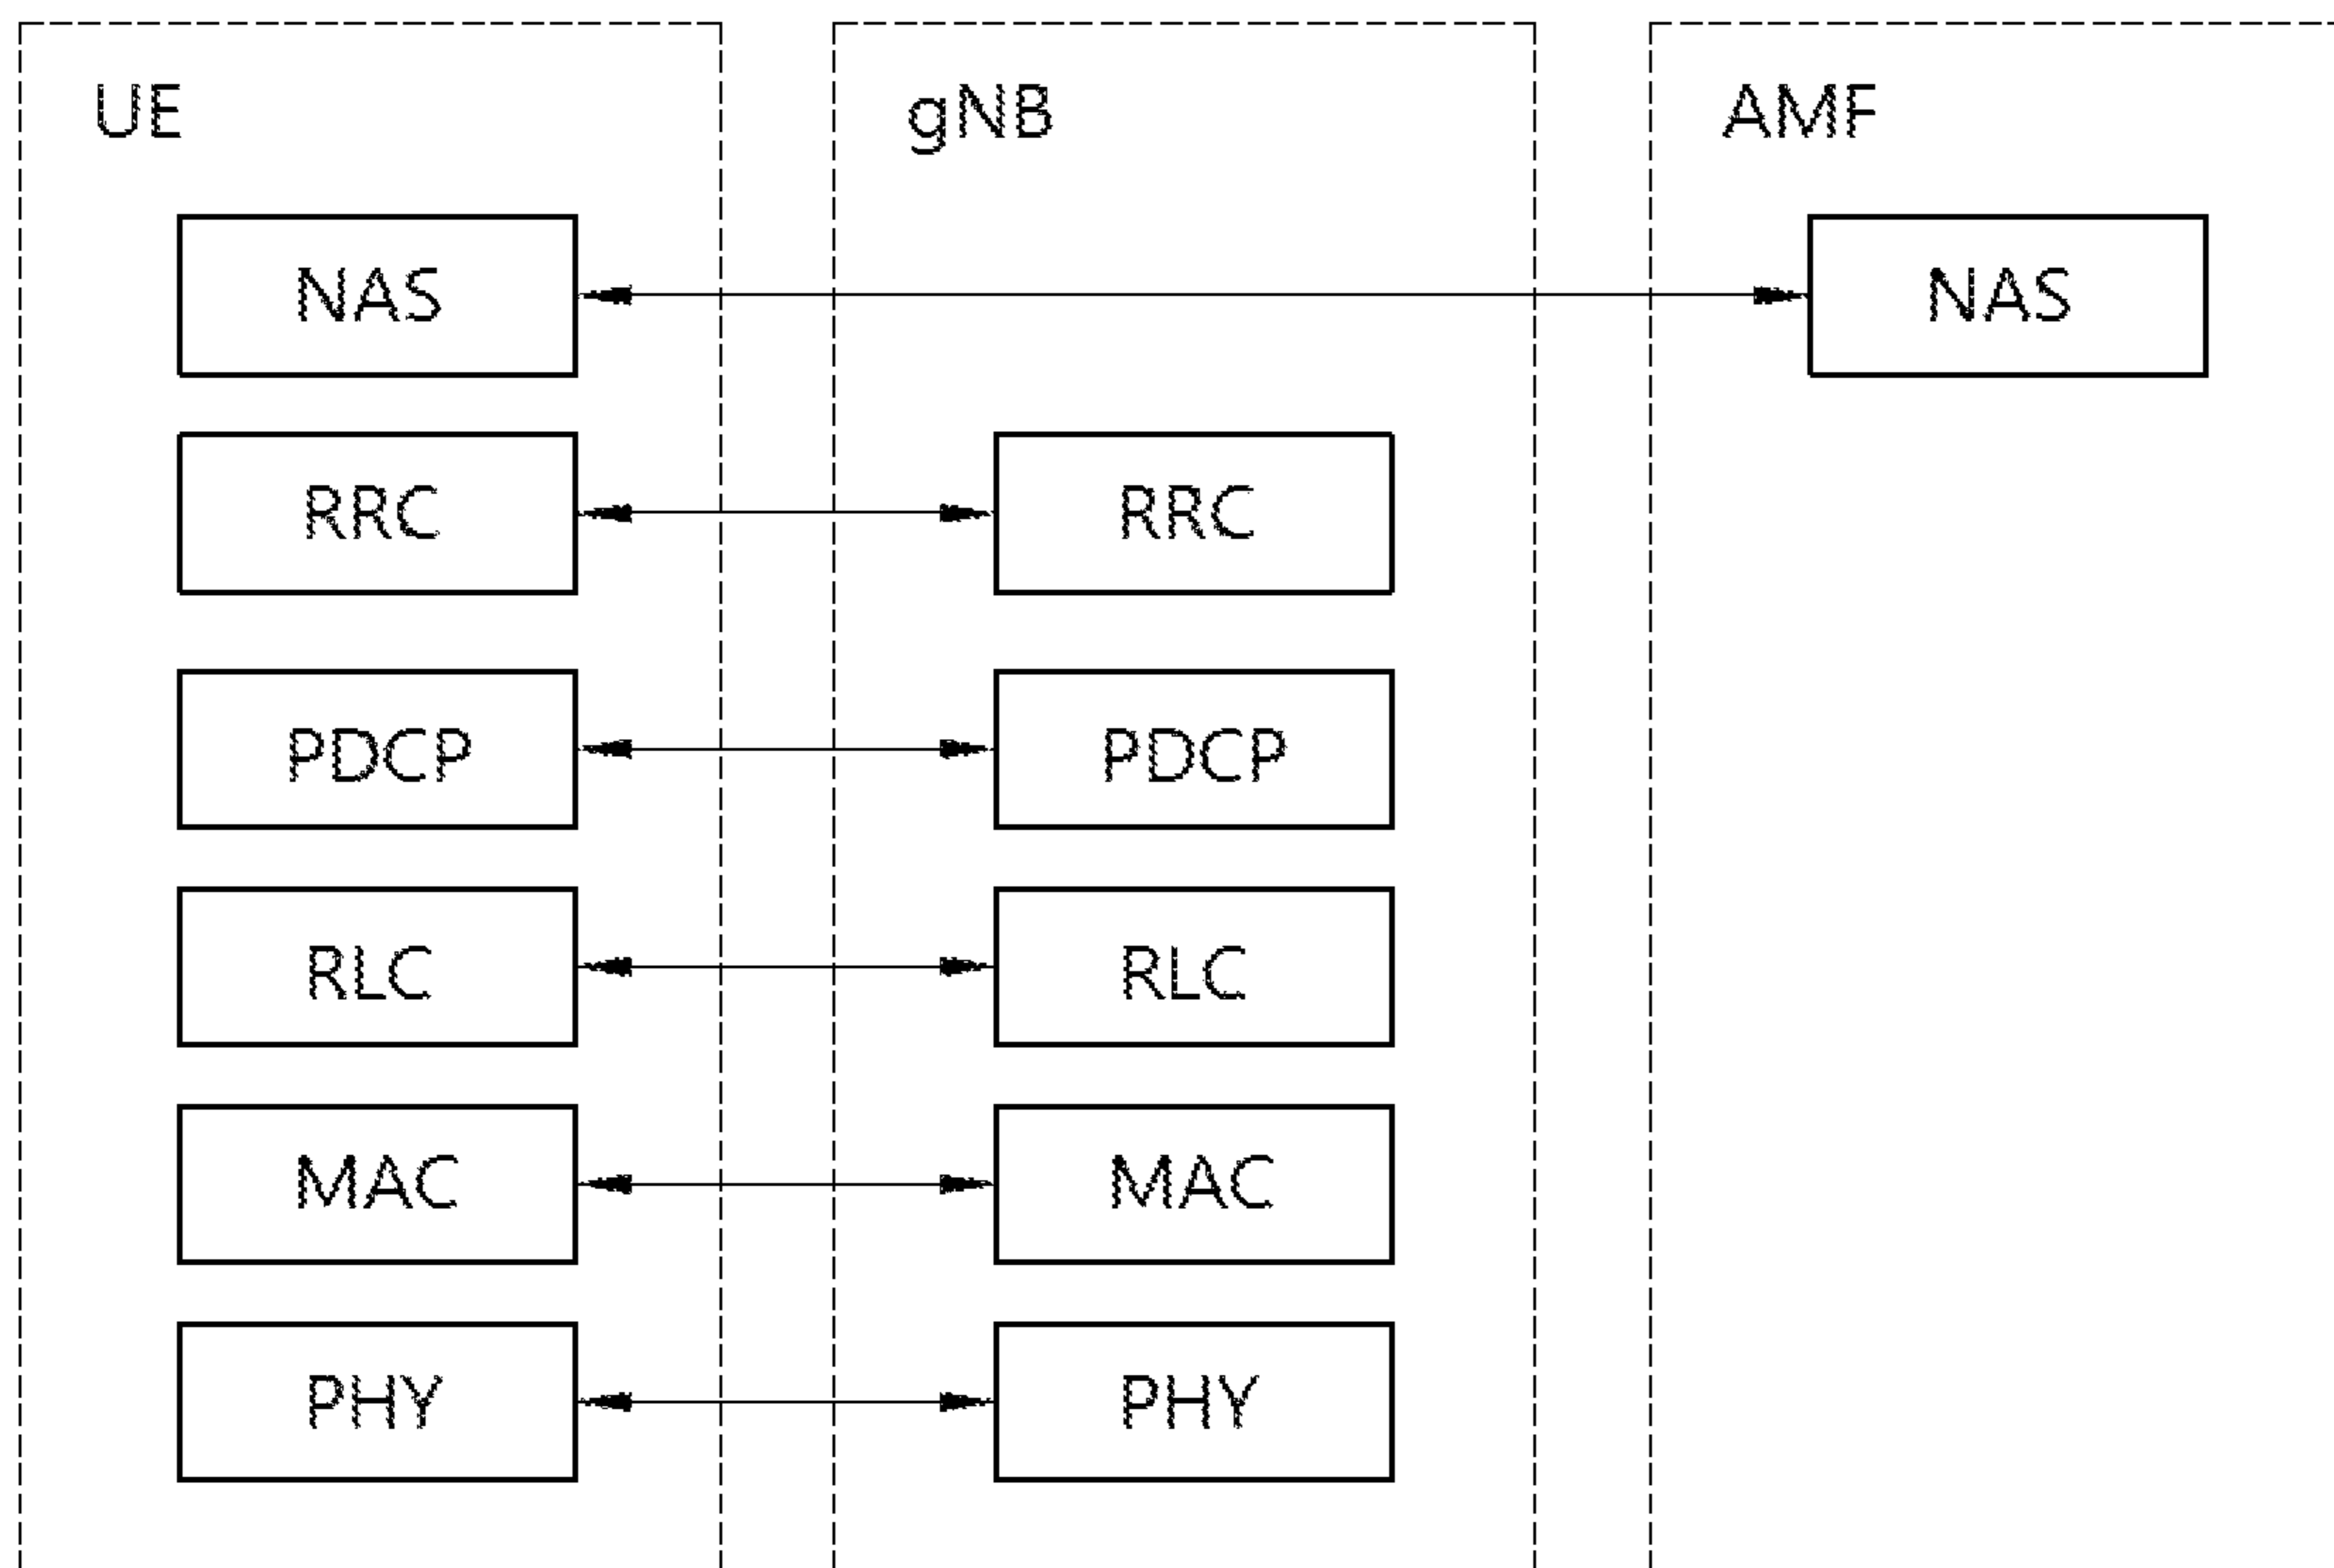 UE gNB AMF
NAS NAS
RRC RRC
PDCP PDCP
RLC RLC
MAC MAC
PHY PHY